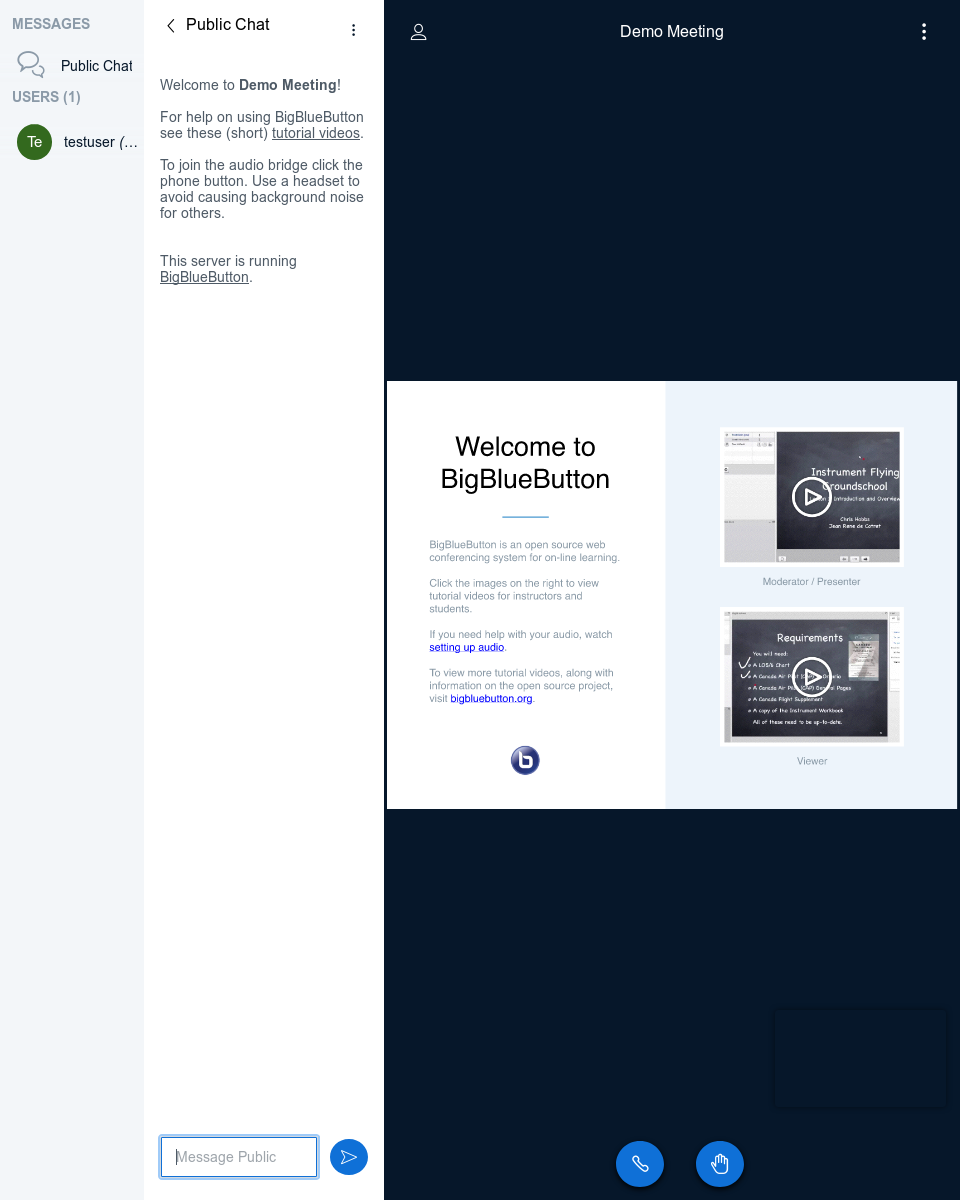 MESSAGES
Public Chat
USERS (1)
Te
testuser (…
Public Chat
Welcome to Demo Meeting!
For help on using BigBlueButton
see these (short) tutorial videos.
To join the audio bridge click the
phone button. Use a headset to
avoid causing background noise
for others.
This server is running
BigBlueButton.
Message Public
Demo Meeting
Welcome to
BigBlueButton
BigBlueButton is an open source web
conferencing system for on-line learning.
Click the images on the right to view
tutorial videos for instructors and
students.
If you need help with your audio, watch
setting up audio.
To view more tutorial videos, along with
information on the open source project,
visit bigbluebutton.org.
b
Instrument Flying
Groundschool
Introduction and Overview
Chris Hobbs
Jean Rene de Cotret
Moderator / Presenter
Requirements
You will need:
A LOS/6 Chart
A Canada Air Ontario
A Canada Air Pilot (CAP) General Pages
A Canada Flight Supplement
A copy of the Instrument Workbook
All of these need to be up-to-date.
Viewer